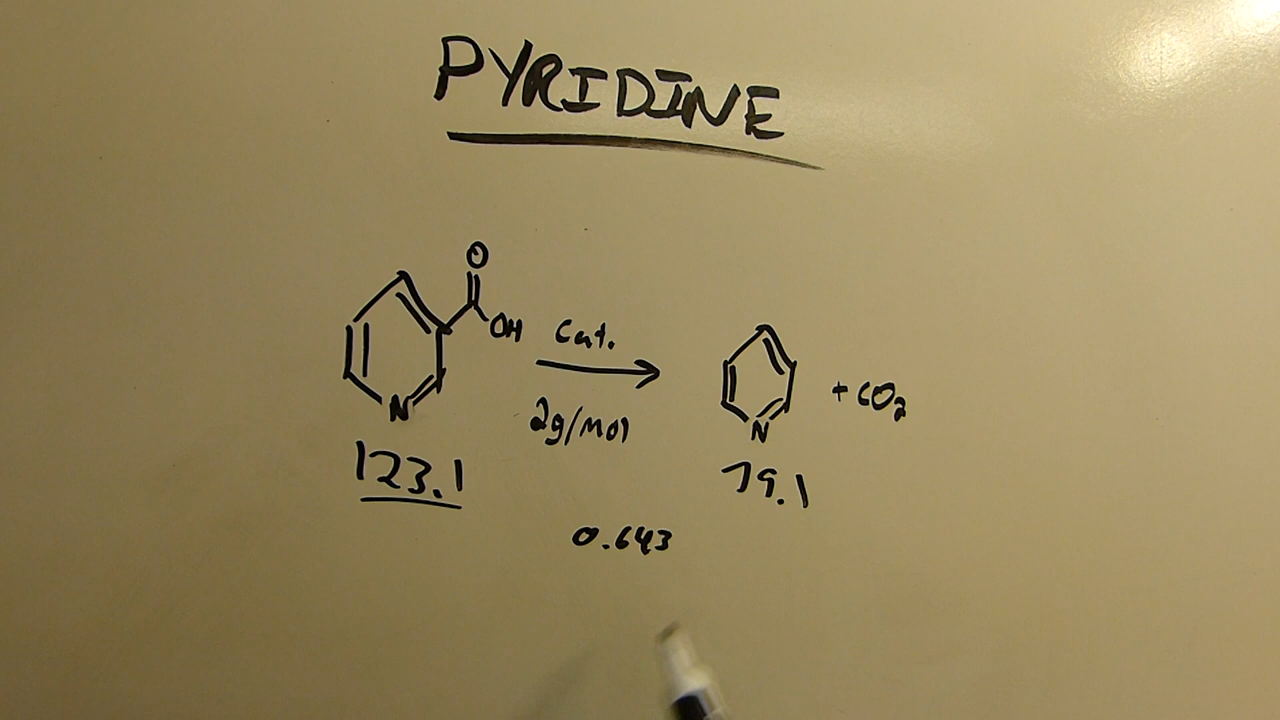 PYRIDINE
O
OH
N
Cat.
2g/mol
N
+ CO2
123.1
79.1
0.643